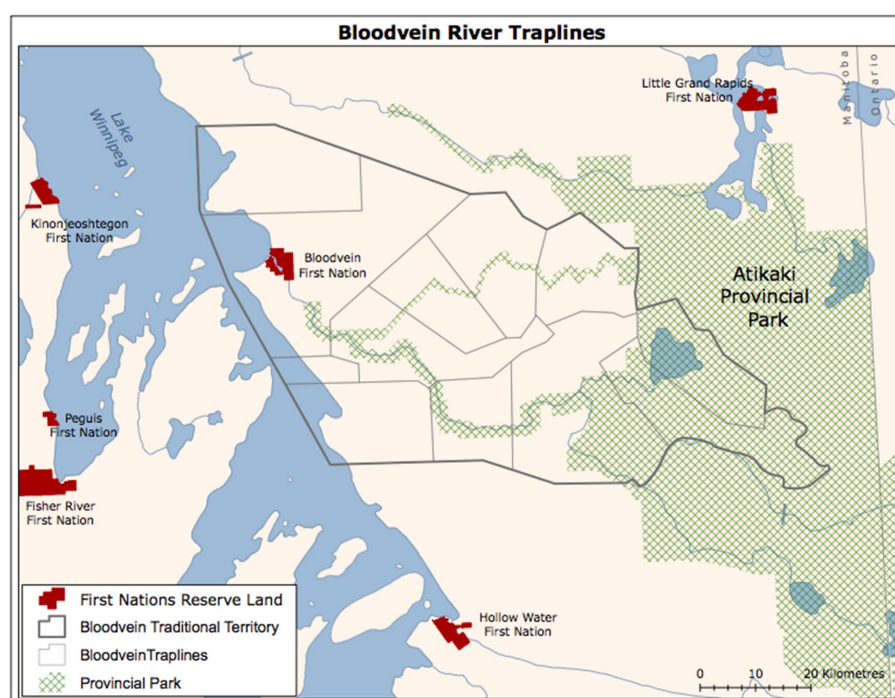 Bloodvein River Traplines
Little Grand Rapids
First Nation
Manitoba
Ontario
Lake
Winnipeg
Kinonjeoshtegon
First Nation
Bloodvein
First Nation
Atikaki
Provincial
Park
Peguis
First Nation
Fisher River
First Nation
Hollow Water
First Nation
First Nations Reserve Land
Bloodvein Traditional Territory
BloodveinTraplines
Provincial Park
0 10 20 Kilometres